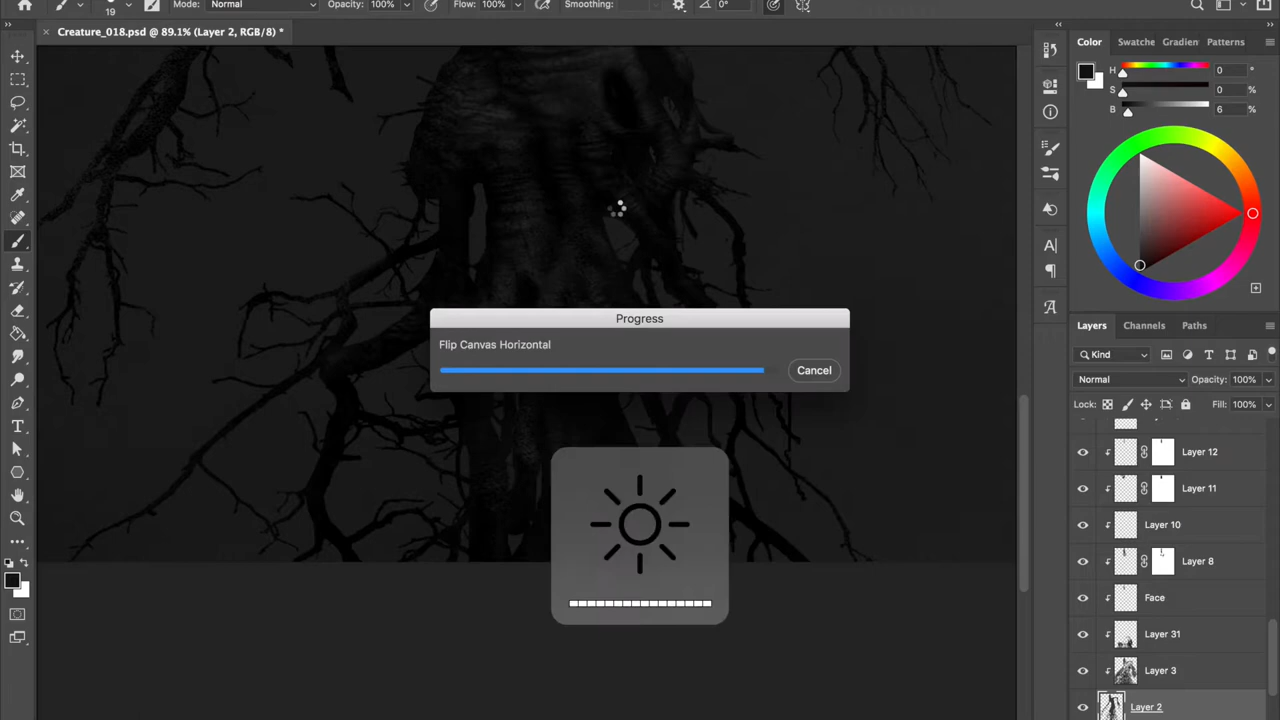 19
Mode: Normal
Opacity: 100%
Flow: 100%
Smoothing:
0°
Creature_018.psd @ 89.1% (Layer 2, RGB/8) *
Color
Swatche
Gradien
Patterns
H 0 °
S 0 %
B 6 %
Progress
Flip Canvas Horizontal
Cancel
Layers
Channels
Paths
Kind
Normal
Opacity: 100%
Lock:
Fill: 100%
Layer 12
Layer 11
Layer 10
Layer 8
Face
Layer 31
Layer 3
Layer 2